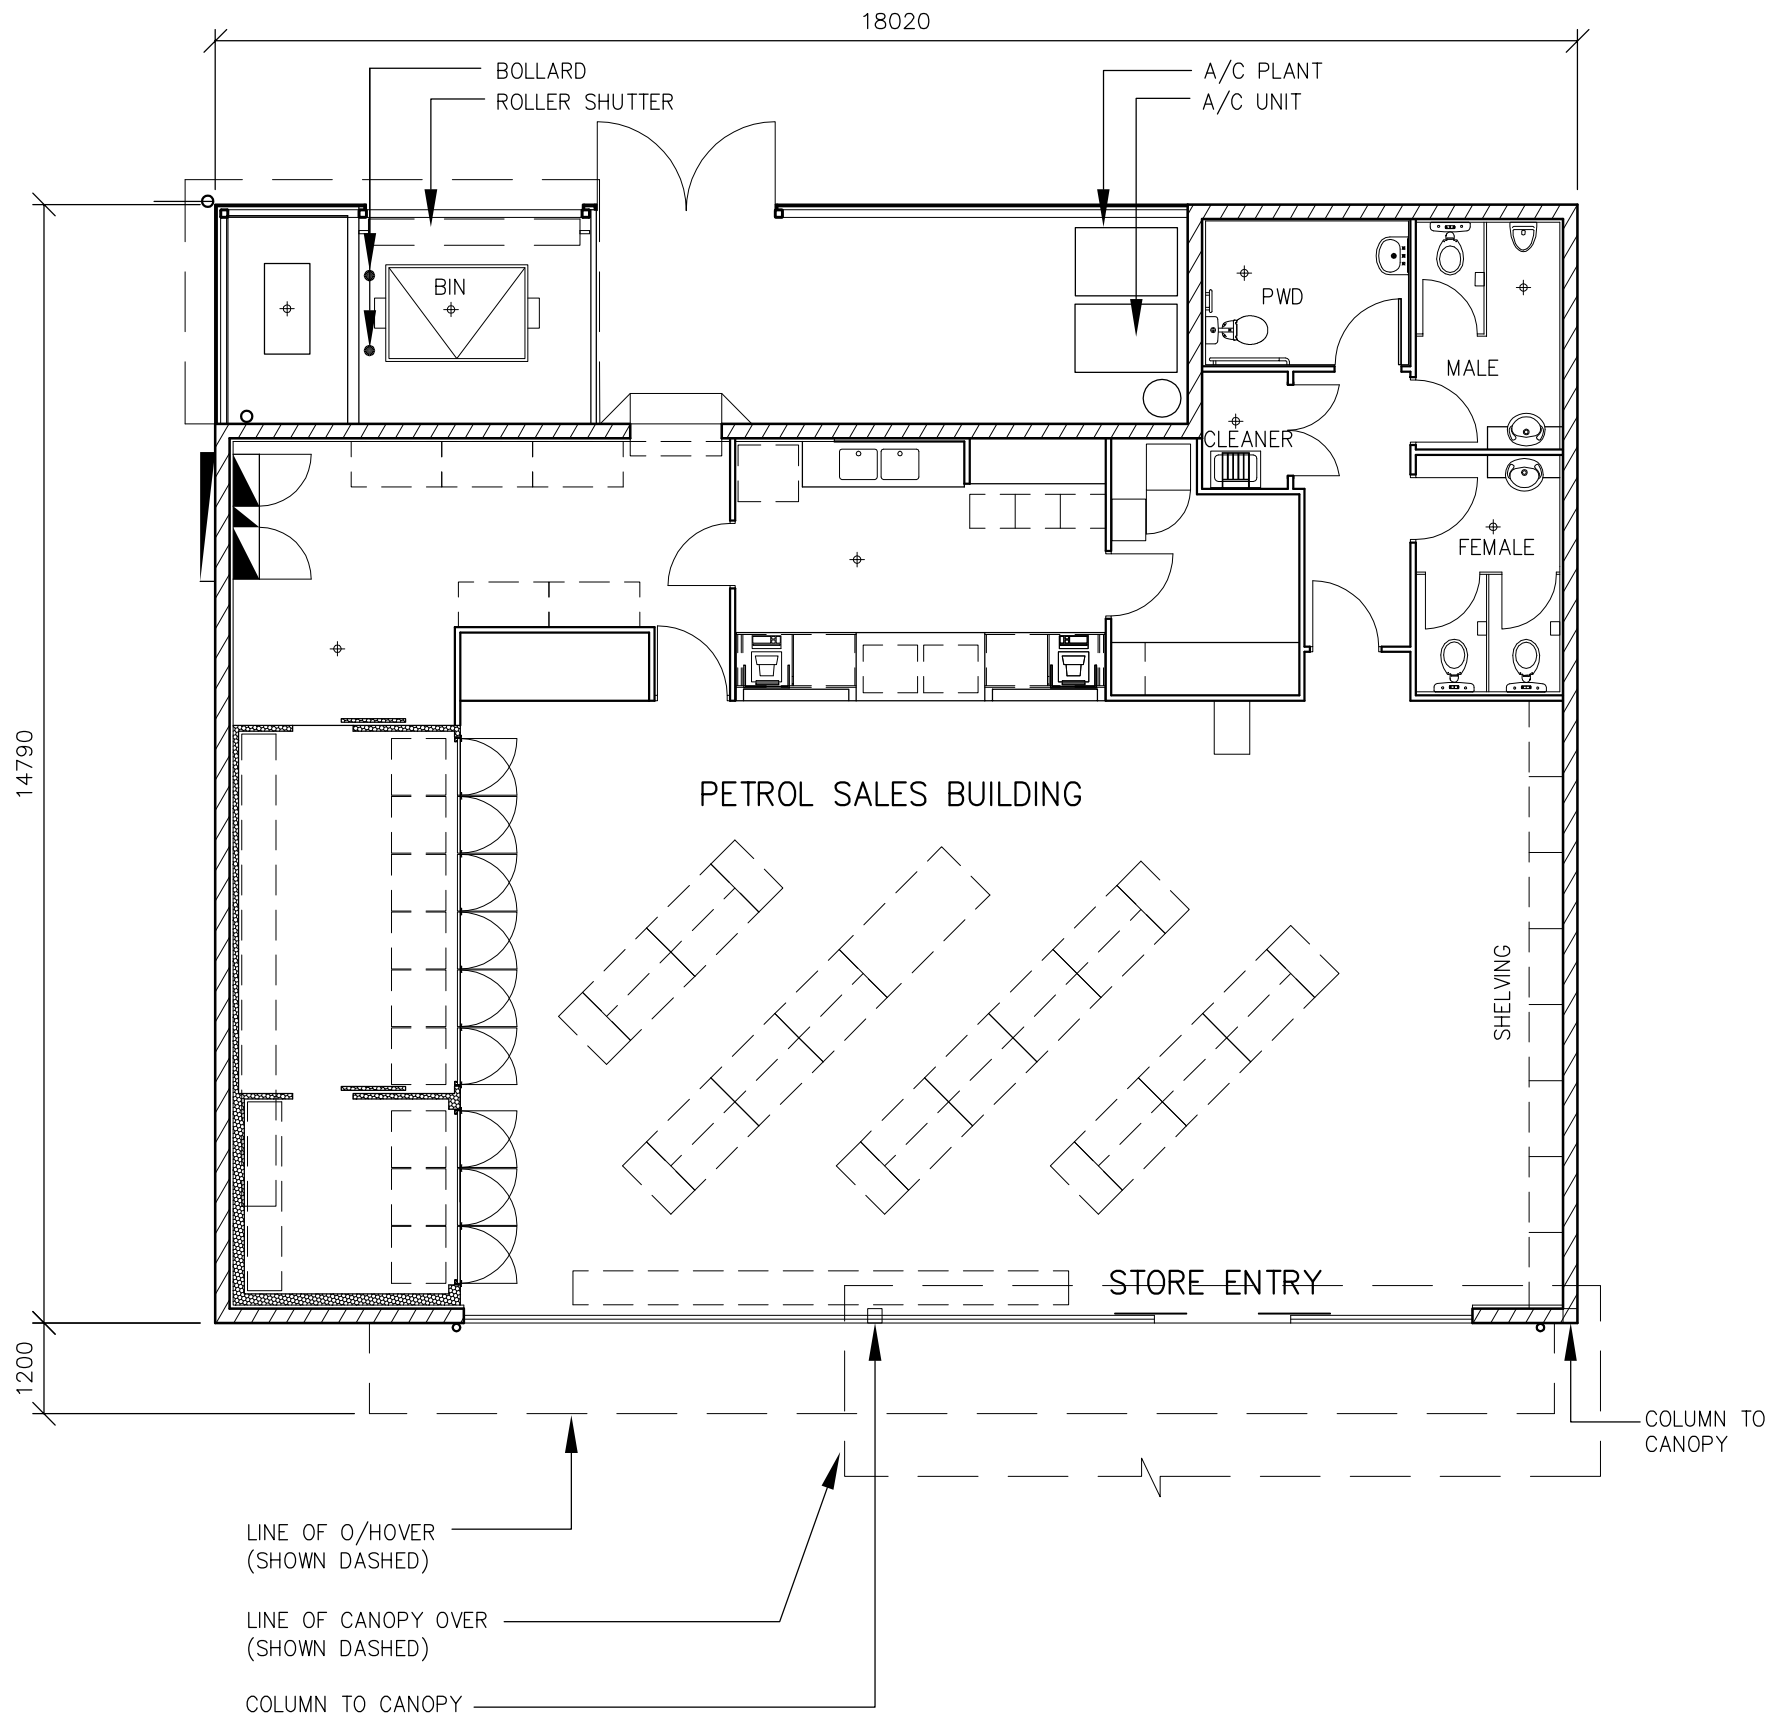 18020
BOLLARD
ROLLER SHUTTER
A/C PLANT
A/C UNIT
BIN
PWD
MALE
CLEANER
FEMALE
14790
PETROL SALES BUILDING
SHELVING
STORE ENTRY
1200
COLUMN TO
CANOPY
LINE OF O/HOVER
(SHOWN DASHED)
LINE OF CANOPY OVER
(SHOWN DASHED)
COLUMN TO CANOPY